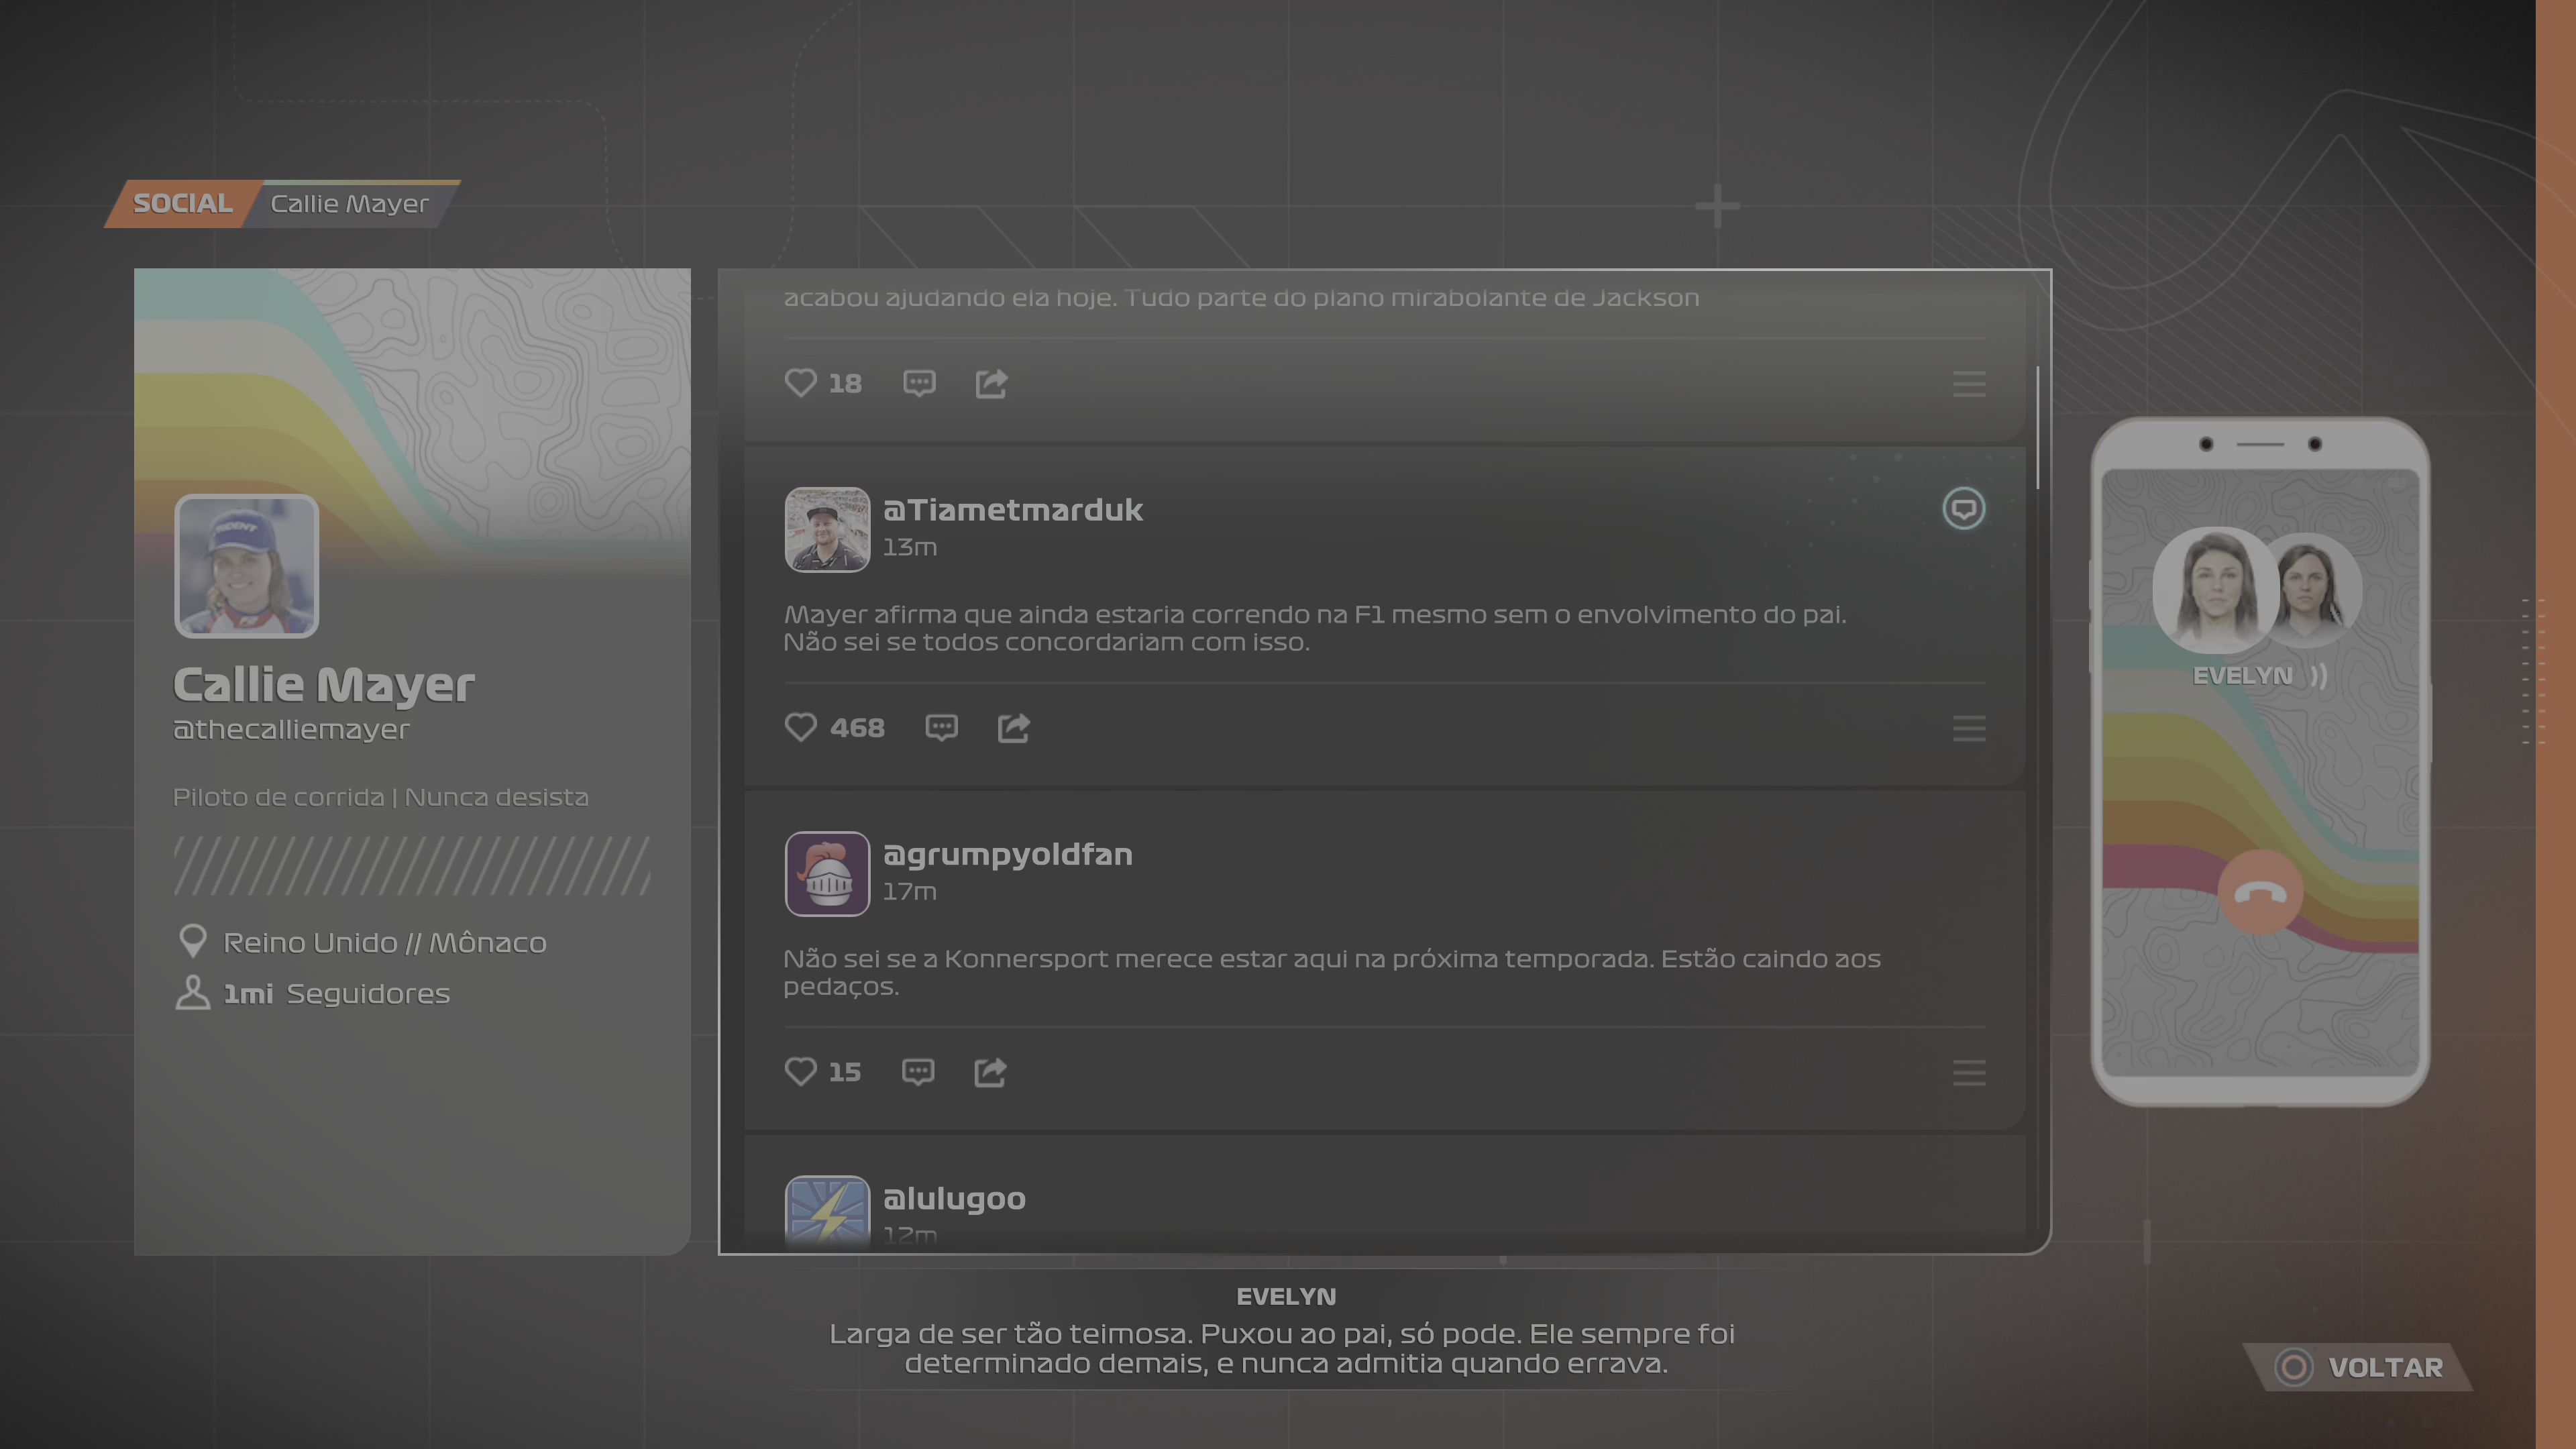 SOCIAL
Callie Mayer
Callie Mayer
@thecalliemayer
Piloto de corrida | Nunca desista
Reino Unido // Mônaco
1mi Seguidores
acabou ajudando ela hoje. Tudo parte do plano mirabolante de Jackson
18
@Tiametmarduk
13m
Mayer afirma que ainda estaria correndo na F1 mesmo sem o envolvimento do pai.
Não sei se todos concordariam com isso.
468
@grumpyoldfan
17m
Não sei se a Konnersport merece estar aqui na próxima temporada. Estão caindo aos
pedaços.
15
@lulugoo
12m
EVELYN
EVELYN
Larga de ser tão teimosa. Puxou ao pai, só pode. Ele sempre foi
determinado demais, e nunca admitia quando errava.
VOLTAR